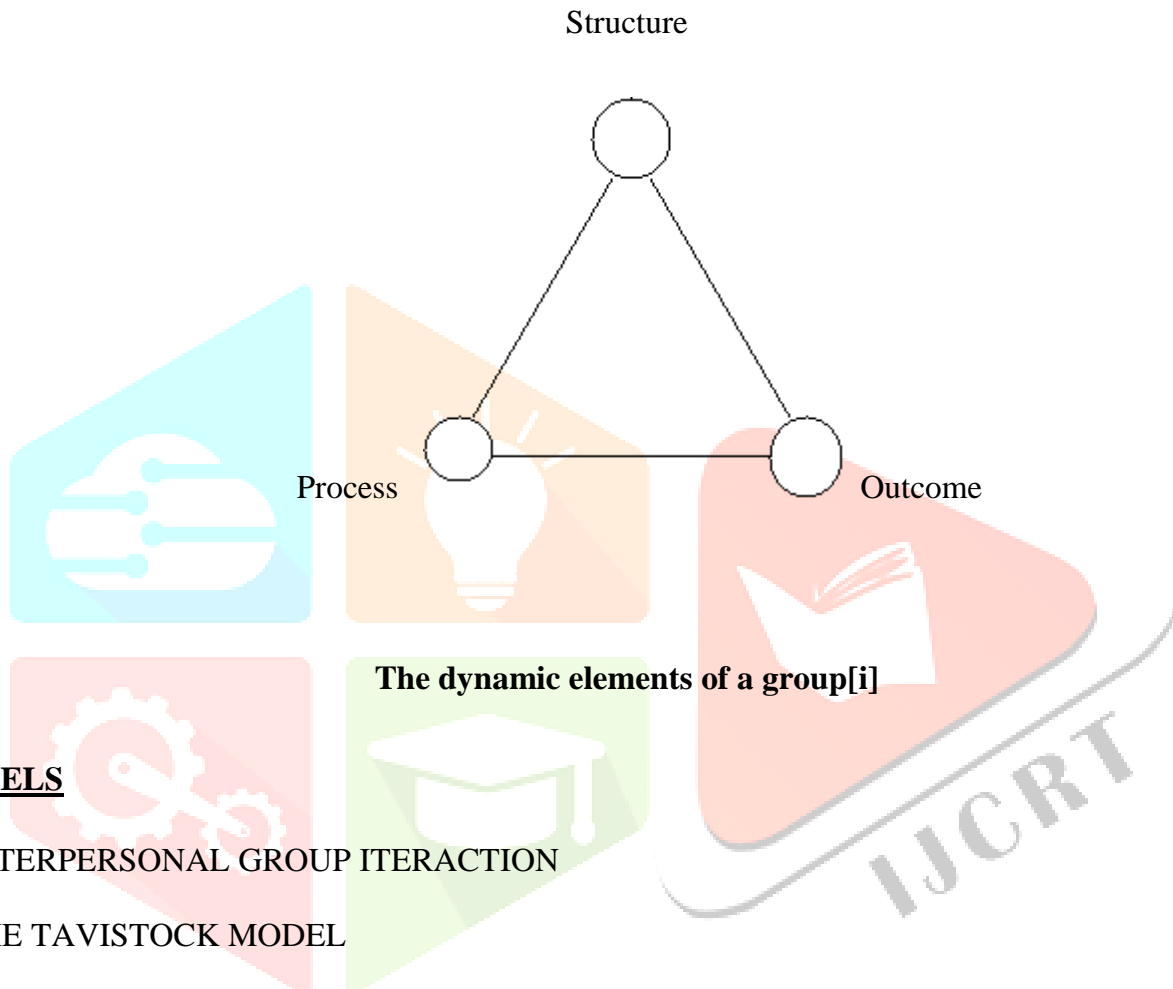 Structure
Process Outcome
The dynamic elements of a group[i]
ELS
TERPERSONAL GROUP ITERACTION
E TAVISTOCK MODEL
IJCRT